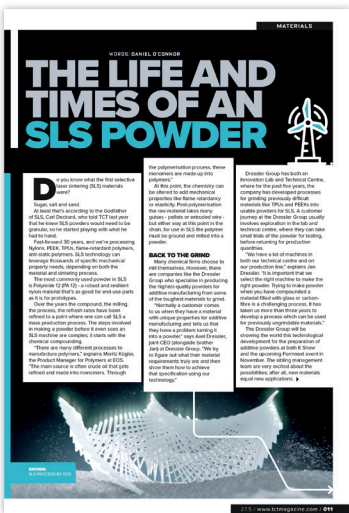 MATERIALS
WORDS: DANIEL O'CONNOR
THE LIFE AND
TIMES OF AN
SLS POWDER
Do you know what the first selective
laser sintering (SLS) materials
were?
Sugar, salt and sand.
At least that's according to the Godfather
of SLS, Carl Deckard, who told TCT last year
that he knew SLS powders would need to be
granular, so he started playing with what he
had to hand.
Fast-forward 30 years, and we're processing
Nylons, PEEK, TPUs, flame-retardent polymers,
anti-static polymers. SLS technology can
leverage thousands of specific mechanical
property needs, depending on both the
material and sintering process.
The most commonly used powder in SLS
is Polyamide 12 (PA 12) - a robust and resilient
nylon material that's as good for end-use parts
as it is for prototypes.
Over the years the compound, the milling,
the process, the refresh rates have been
refined to a point where one can call SLS a
mass production process. The steps involved
in making a powder before it even sees an
SLS machine are complex; it starts with the
chemical compounding.
"There are many different processes to
manufacture polymers," explains Moritz Kügler,
the Product Manager for Polymers at EOS.
"The main source is often crude oil that gets
refined and made into monomers. Through
the polymerisation process, these
monomers are made up into
polymers."
At this point, the chemistry can
be altered to add mechanical
properties like flame retardancy
or elasticity. Post-polymerisation
the raw material takes many
guises - pellets or extruded wire -
but either way at this point in the
chain, for use in SLS the polymer
must be ground and milled into a
powder.
BACK TO THE GRIND
Many chemical firms choose to
mill themselves. However, there
are companies like the Dressler
Group who specialise in producing
the highest-quality powders for
additive manufacturing from some
of the toughest materials to grind.
"Normally a customer comes
to us when they have a material
with unique properties for additive
manufacturing and tells us that
they have a problem turning it
into a powder," says Axel Dressler,
joint CEO (alongside brother
Jan) at Dressler Group. "We try
to figure out what their material
requirements truly are and then
show them how to achieve
that specification using our
technology."
Dressler Group has both an
Innovation Lab and Technical Centre,
where for the past five years, the
company has developed processes
for grinding previously difficult
materials like TPUs and PEEKs into
usable powders for SLS. A customer
journey at the Dressler Group usually
involves exploration in the lab and
technical centre, where they can take
small trials of the powder for testing,
before returning for production
quantities.
"We have a lot of machines in
both our technical centre and on
our production line," explains Jan
Dressler. "It is important that we
select the right machine to make the
right powder. Trying to make powder
when you have compounded a
material filled with glass or carbon-
fibre is a challenging process. It has
taken us more than three years to
develop a process which can be used
for previously ungrindable materials."
The Dressler Group will be
showing the world this technological
development for the preparation of
additive powders at both K Show
and the upcoming Formnext event in
November. The sibling management
team are very excited about the
possibilities; after all, new materials
equal new applications.
SHOWN:
SLS PROCESS BY EOS
27.5 / www.tctmagazine.com / 011